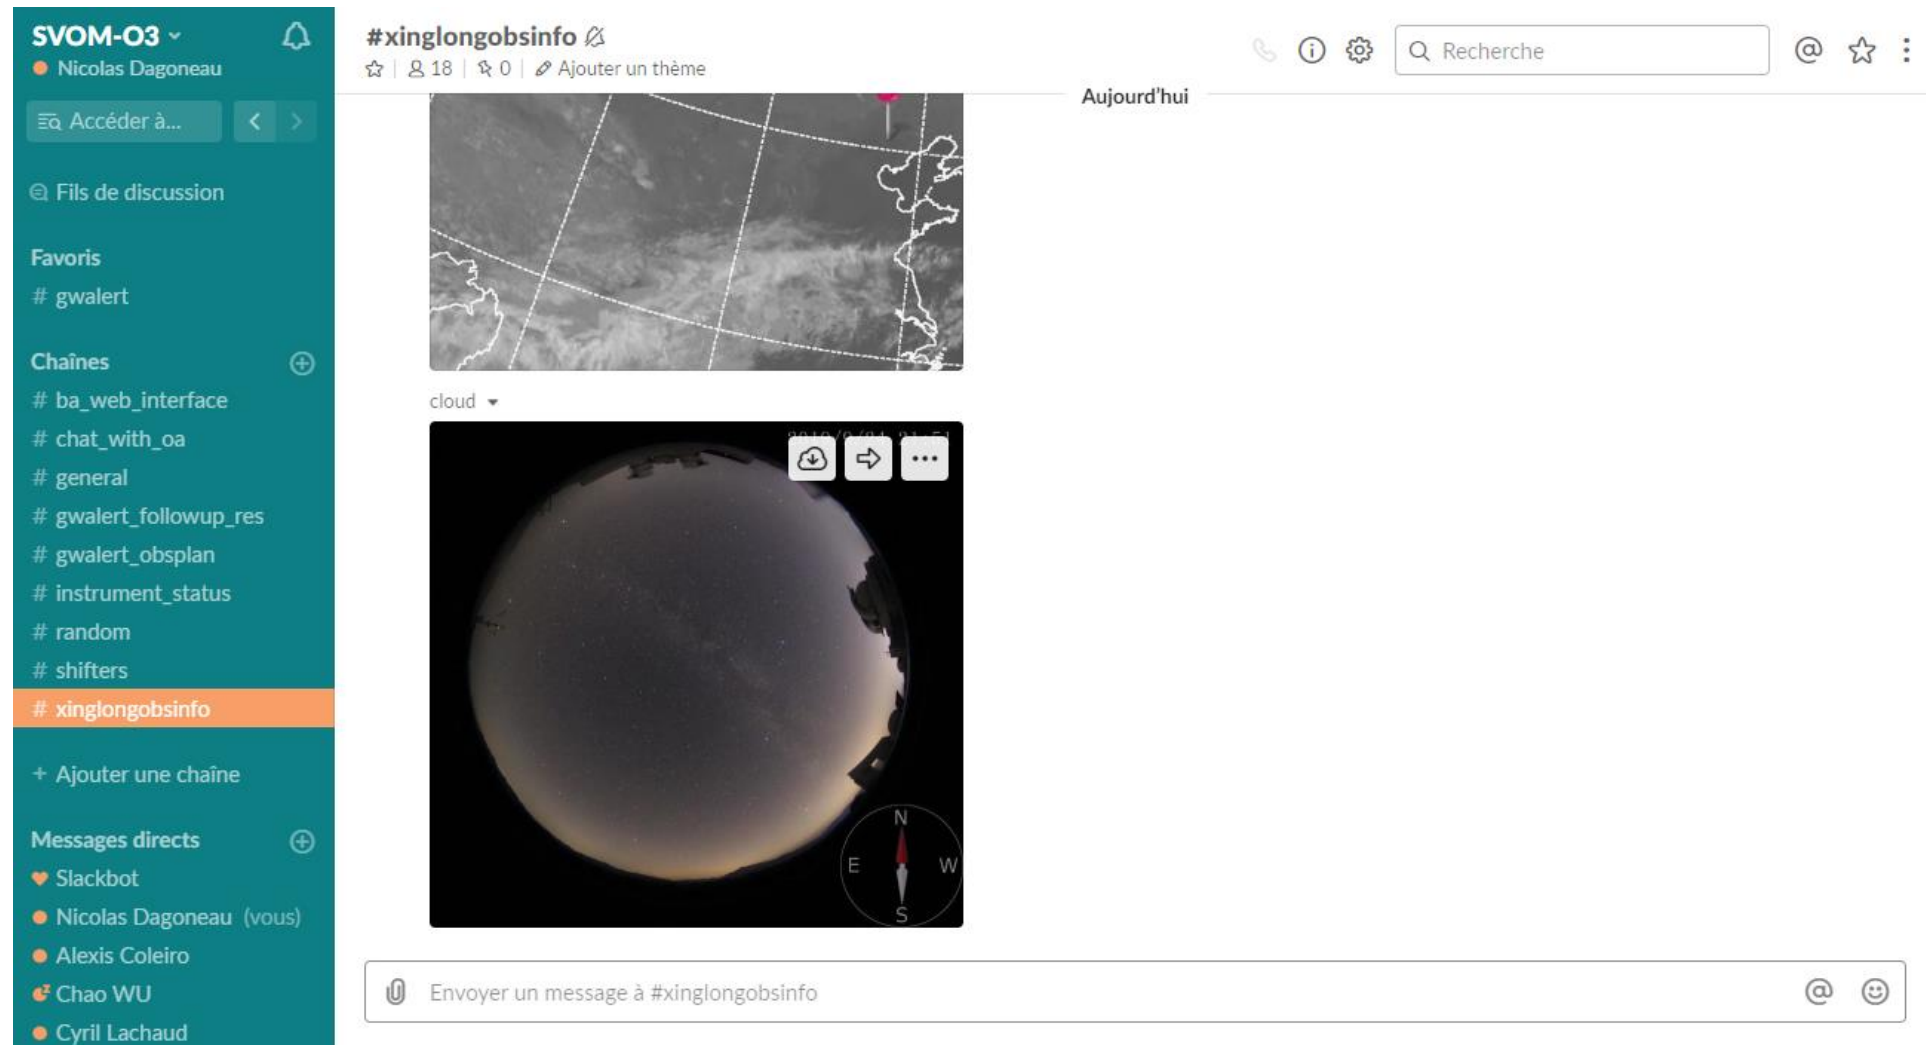 SVOM-O3
Nicolas Dagoneau
Accéder à...
Fils de discussion
Favoris
# gwalert
Chaînes
# ba_web_interface
# chat_with_oa
# general
# gwalert_followup_res
# gwalert_obsplan
# instrument_status
# random
# shifters
# xinglongobsinfo
+ Ajouter une chaîne
Messages directs
Slackbot
Nicolas Dagoneau (vous)
Alexis Coleiro
Chao WU
Cyril Lachaud
#xinglongobsinfo
18 | 0 | Ajouter un thème
Recherche
Aujourd'hui
cloud
N
E W
S
Envoyer un message à #xinglongobsinfo